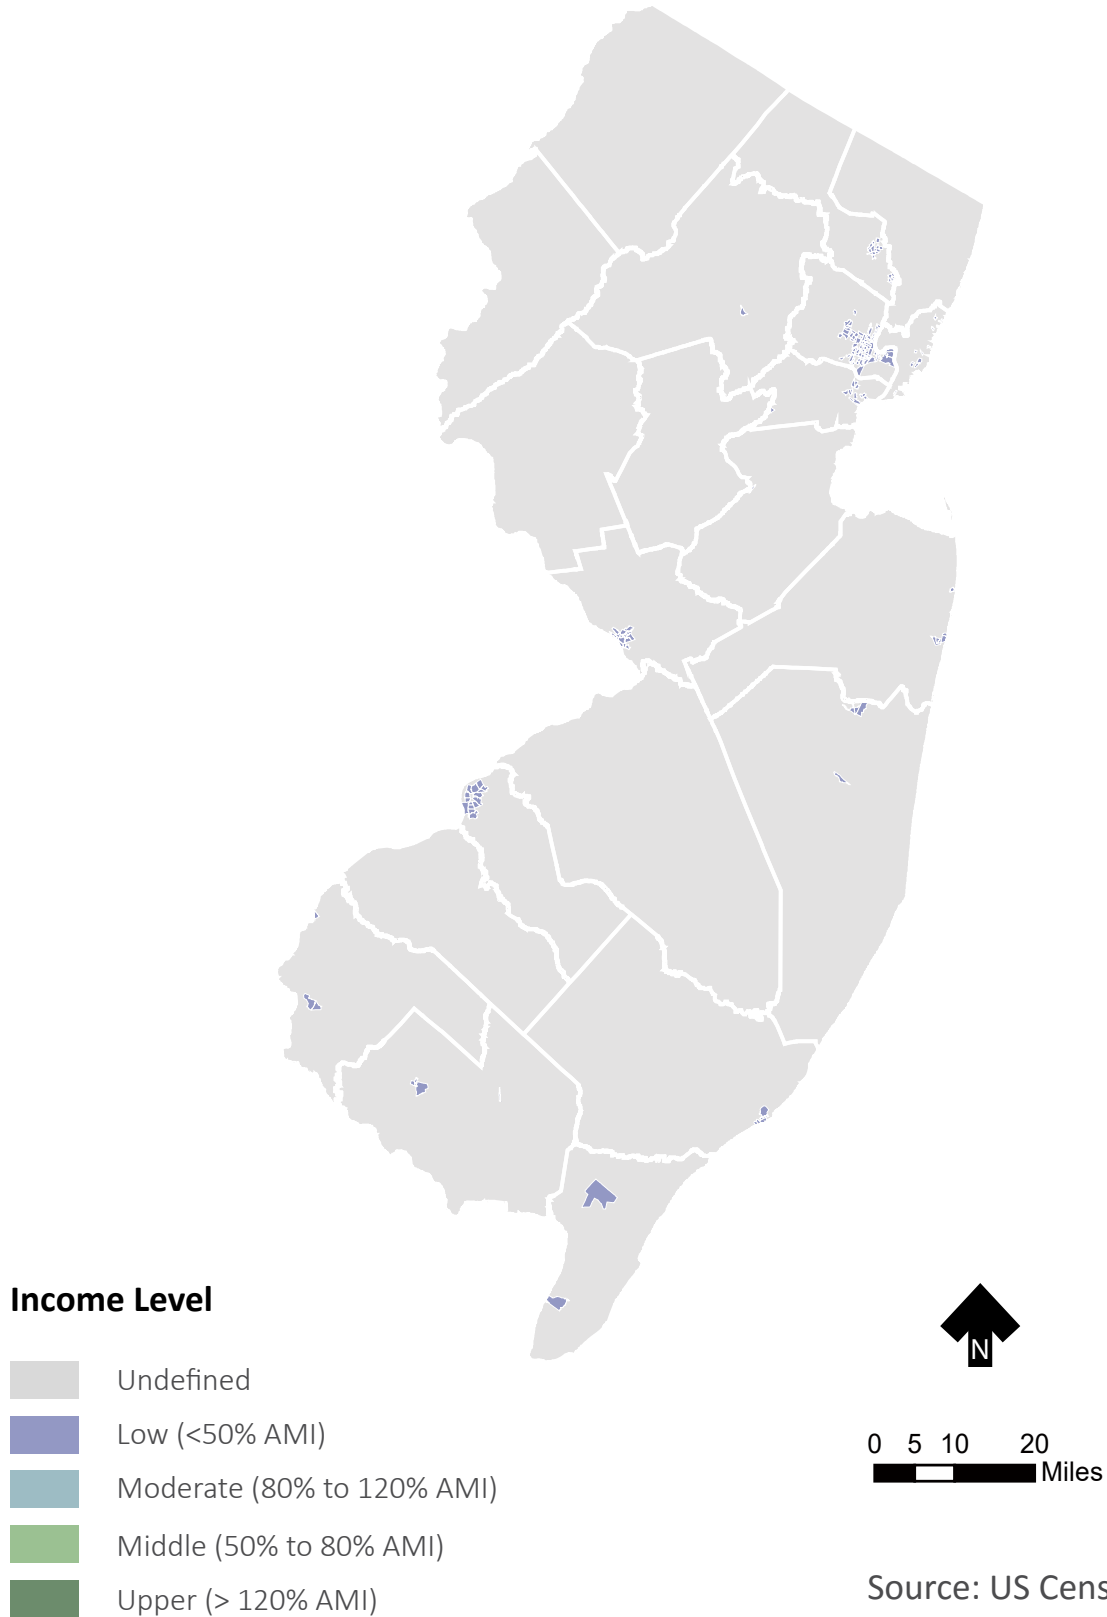 Income Level
Undefined
Low (<50% AMI)
Moderate (80% to 120% AMI)
Middle (50% to 80% AMI)
Upper (> 120% AMI)
N
0 5 10 20
Miles
Source: US Cens